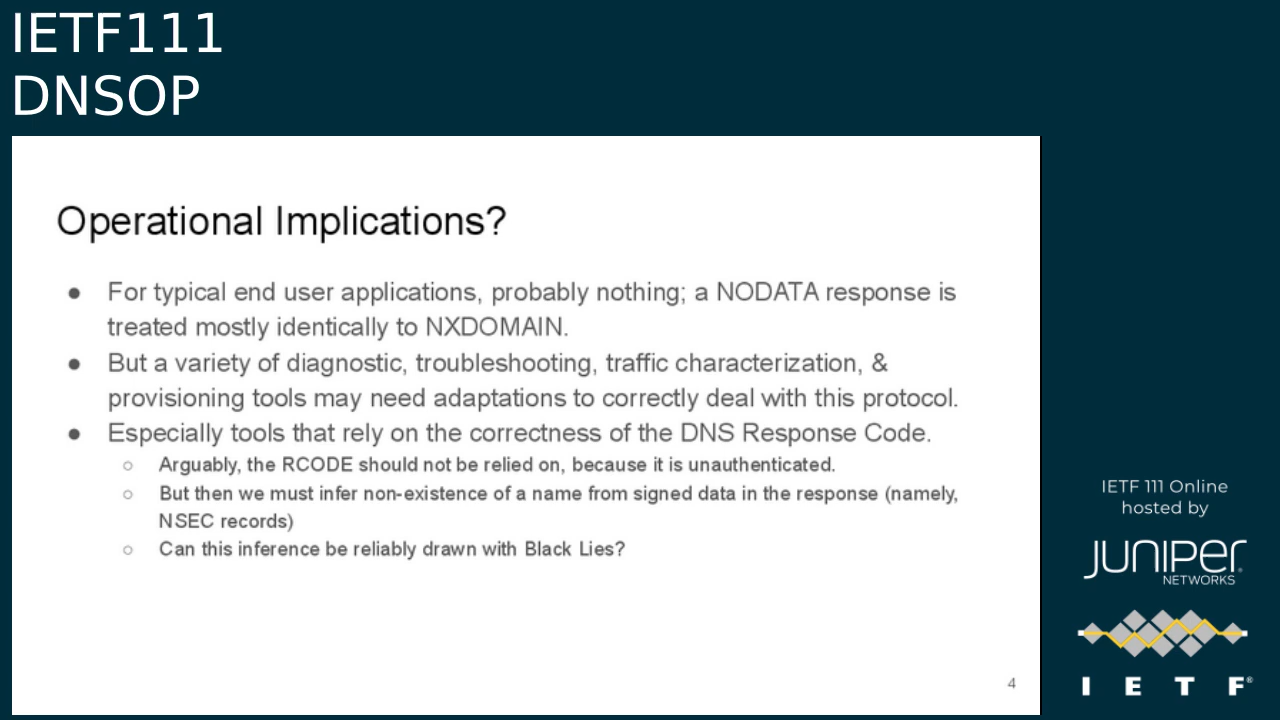 IETF111
DNSOP
Operational Implications?
● For typical end user applications, probably nothing; a NODATA response is
treated mostly identically to NXDOMAIN.
● But a variety of diagnostic, troubleshooting, traffic characterization, &
provisioning tools may need adaptations to correctly deal with this protocol.
● Especially tools that rely on the correctness of the DNS Response Code.
○ Arguably, the RCODE should not be relied on, because it is unauthenticated.
○ But then we must infer non-existence of a name from signed data in the response (namely,
NSEC records)
○ Can this inference be reliably drawn with Black Lies?
4
IETF 111 Online
hosted by
JUNIPER
NETWORKS
I E T F®